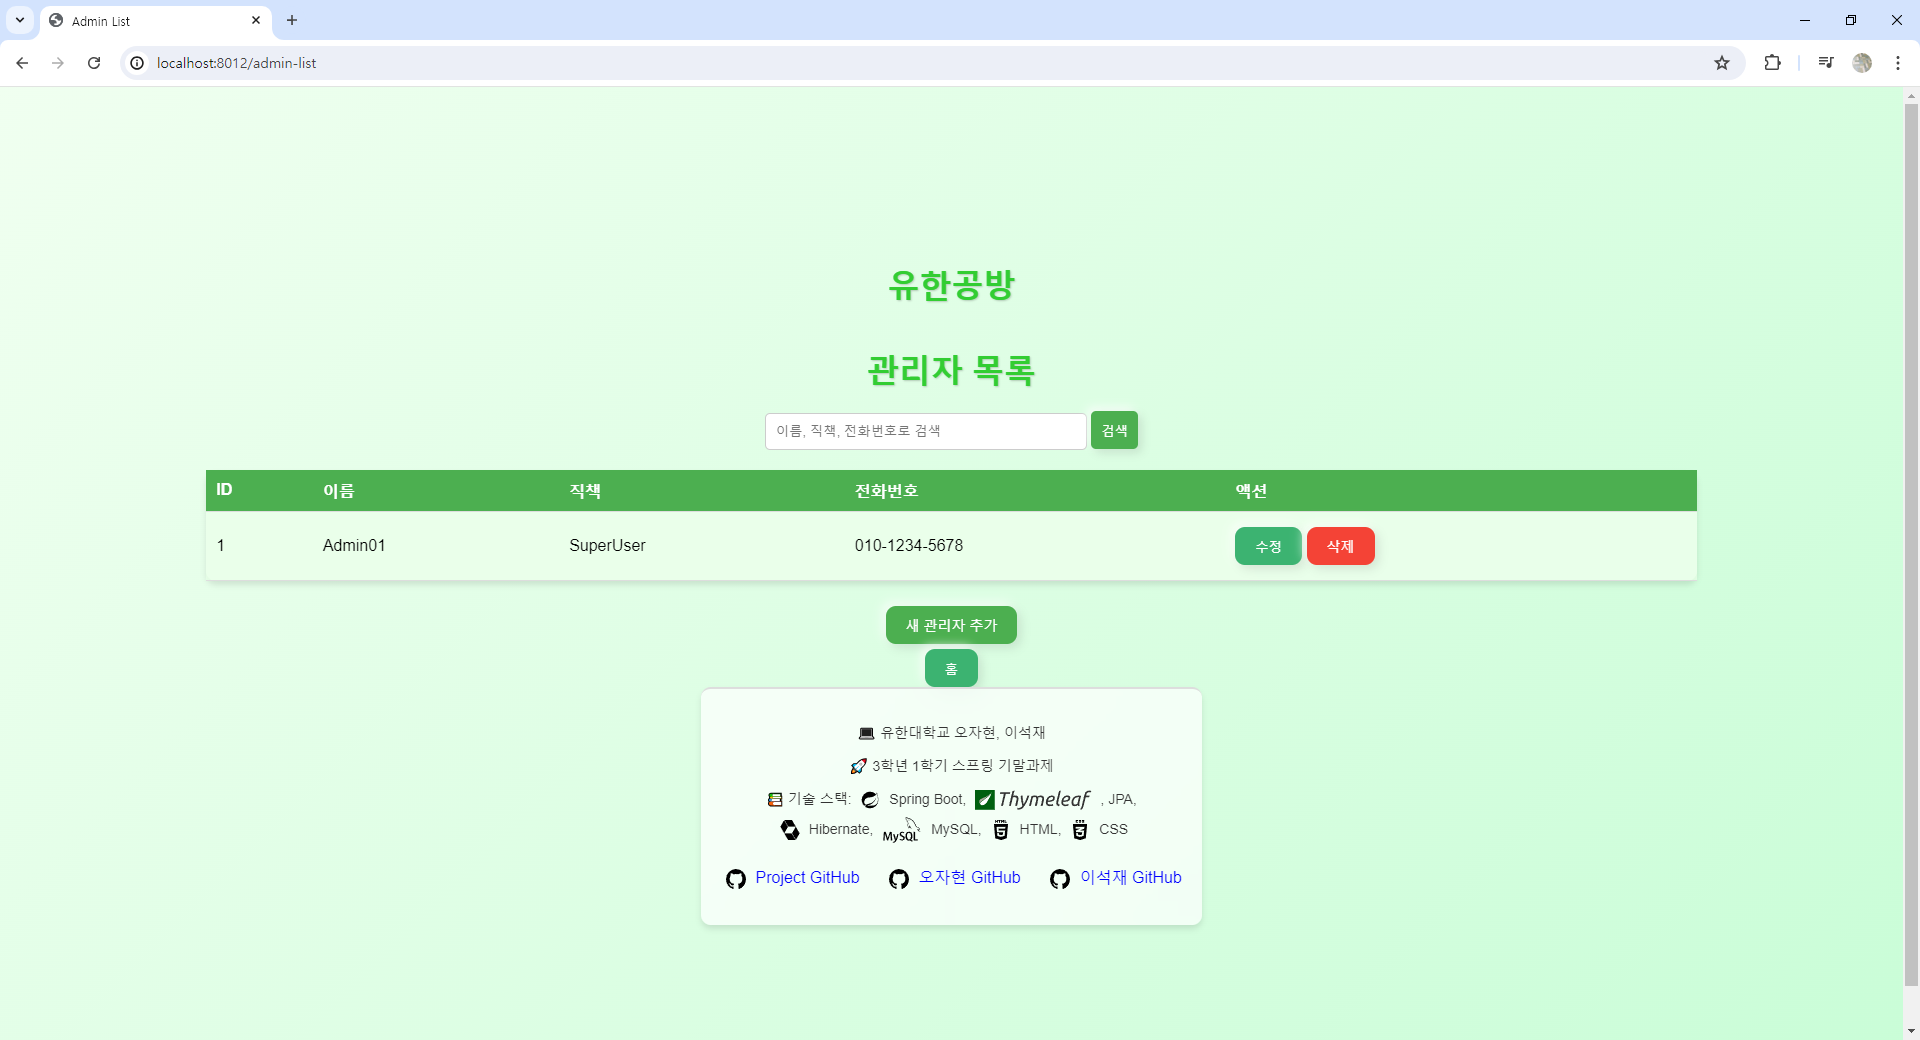 Admin List
localhost:8012/admin-list
유한공방
관리자 목록
이름, 직책, 전화번호로 검색 검색
ID 이름 직책 전화번호 액션
1 Admin01 SuperUser 010-1234-5678 수정 삭제
새 관리자 추가
홈
유한대학교 오자현, 이석재
3학년 1학기 스프링 기말과제
기술 스택: Spring Boot, Thymeleaf , JPA,
Hibernate, MySQL MySQL, HTML HTML, CSS CSS
Project GitHub 오자현 GitHub 이석재 GitHub